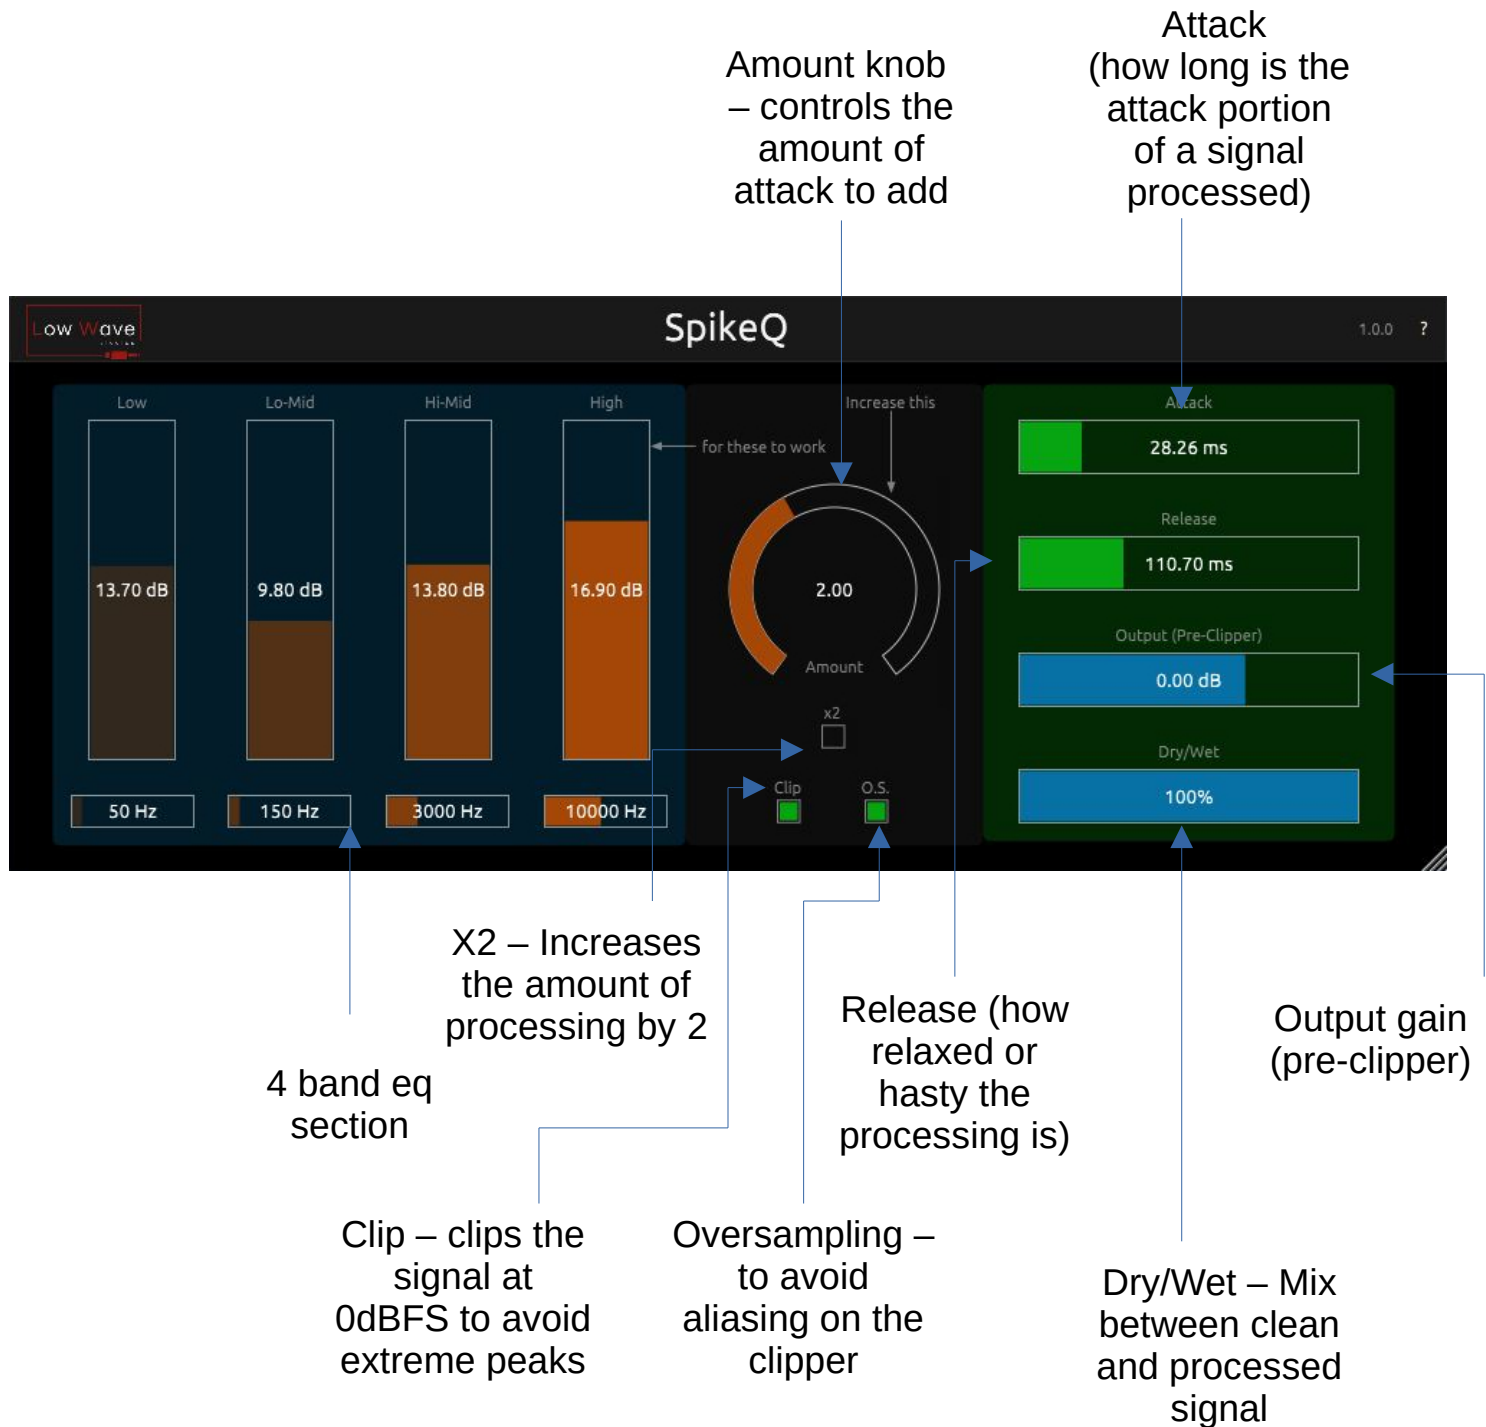 Attack
(how long is the
attack portion
of a signal
processed)
Amount knob
– controls the
amount of
attack to add
Low Wave
SpikeQ
1.0.0 ?
Low Lo-Mid Hi-Mid High
Increase this
for these to work
13.70 dB 9.80 dB 13.80 dB 16.90 dB
50 Hz 150 Hz 3000 Hz 10000 Hz
2.00
Amount
x2
Clip O.S.
Attack
28.26 ms
Release
110.70 ms
Output (Pre-Clipper)
0.00 dB
Dry/Wet
100%
X2 – Increases
the amount of
processing by 2
4 band eq
section
Release (how
relaxed or
hasty the
processing is)
Output gain
(pre-clipper)
Clip – clips the
signal at
0dBFS to avoid
extreme peaks
Oversampling –
to avoid
aliasing on the
clipper
Dry/Wet – Mix
between clean
and processed
signal